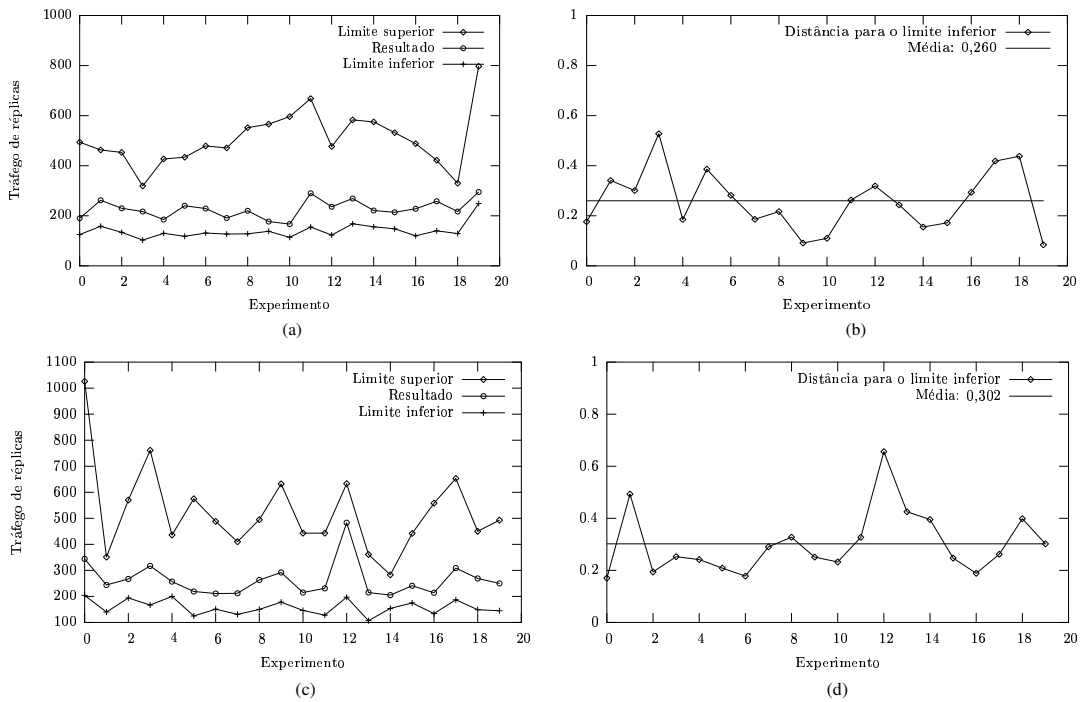 1000
800
600
400
200
0
Tráfego de réplicas
Limite superior
Resultado
Limite inferior
0 2 4 6 8 10 12 14 16 18 20
Experimento
(a)
1
0.8
0.6
0.4
0.2
0
Distância para o limite inferior
Média: 0,260
0 2 4 6 8 10 12 14 16 18 20
Experimento
(b)
1100
1000
900
800
700
600
500
400
300
200
100
Tráfego de réplicas
Limite superior
Resultado
Limite inferior
0 2 4 6 8 10 12 14 16 18 20
Experimento
(c)
1
0.8
0.6
0.4
0.2
0
Distância para o limite inferior
Média: 0,302
0 2 4 6 8 10 12 14 16 18 20
Experimento
(d)